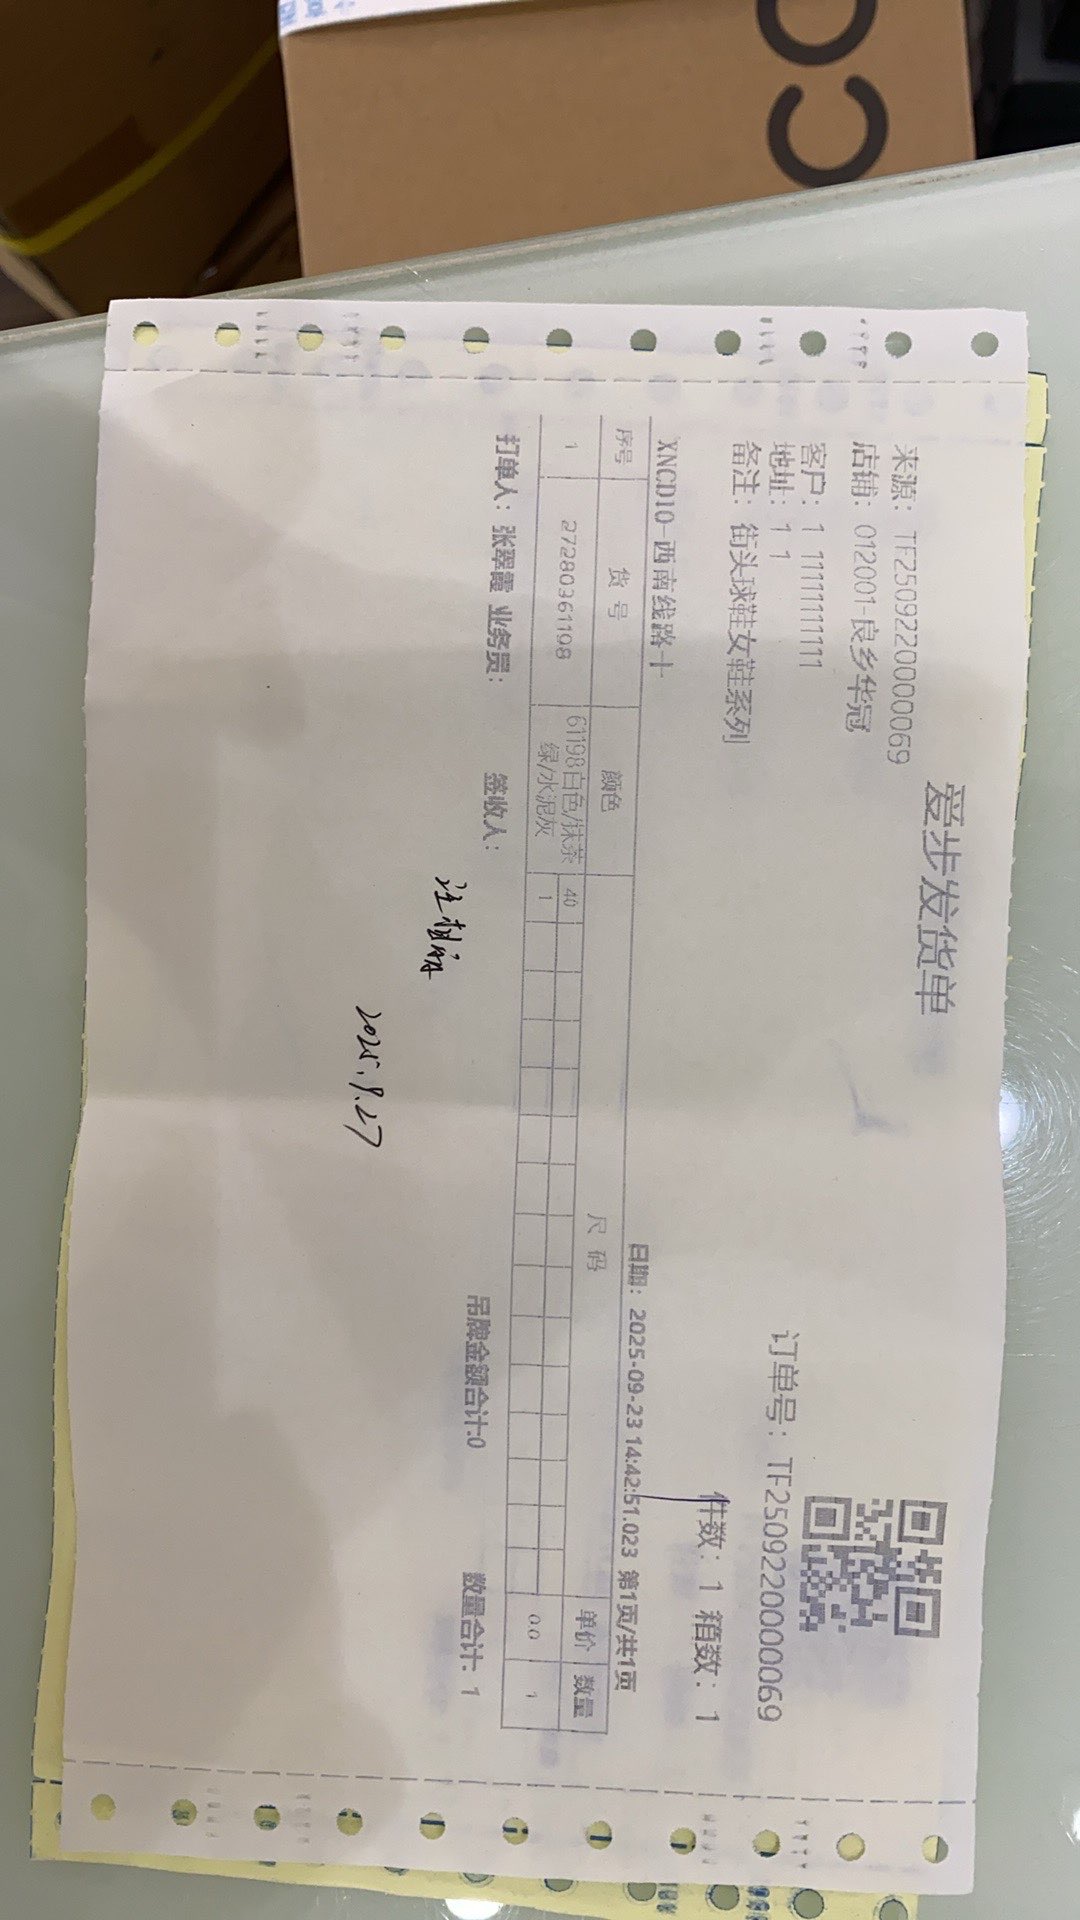 爱步发货单
来源: TF250922000069
店铺: 012001-良乡华冠
客户: 1 11111111111
地址: 1 1
订单号: TF250922000069
备注: 街头球鞋女鞋系列
件数: 1 箱数: 1
XNCD10-西南线路十
日期: 2025-09-23 14:42:51.023 第1页/共1页
序号 货号 颜色 尺码 单价 数量
1 27280361198 61198白色/抹茶绿/水泥灰 40 1 0.0 1
打单人: 张翠霞 业务员: 签收人: 吊牌金额合计:0 数量合计: 1
2025.9.27